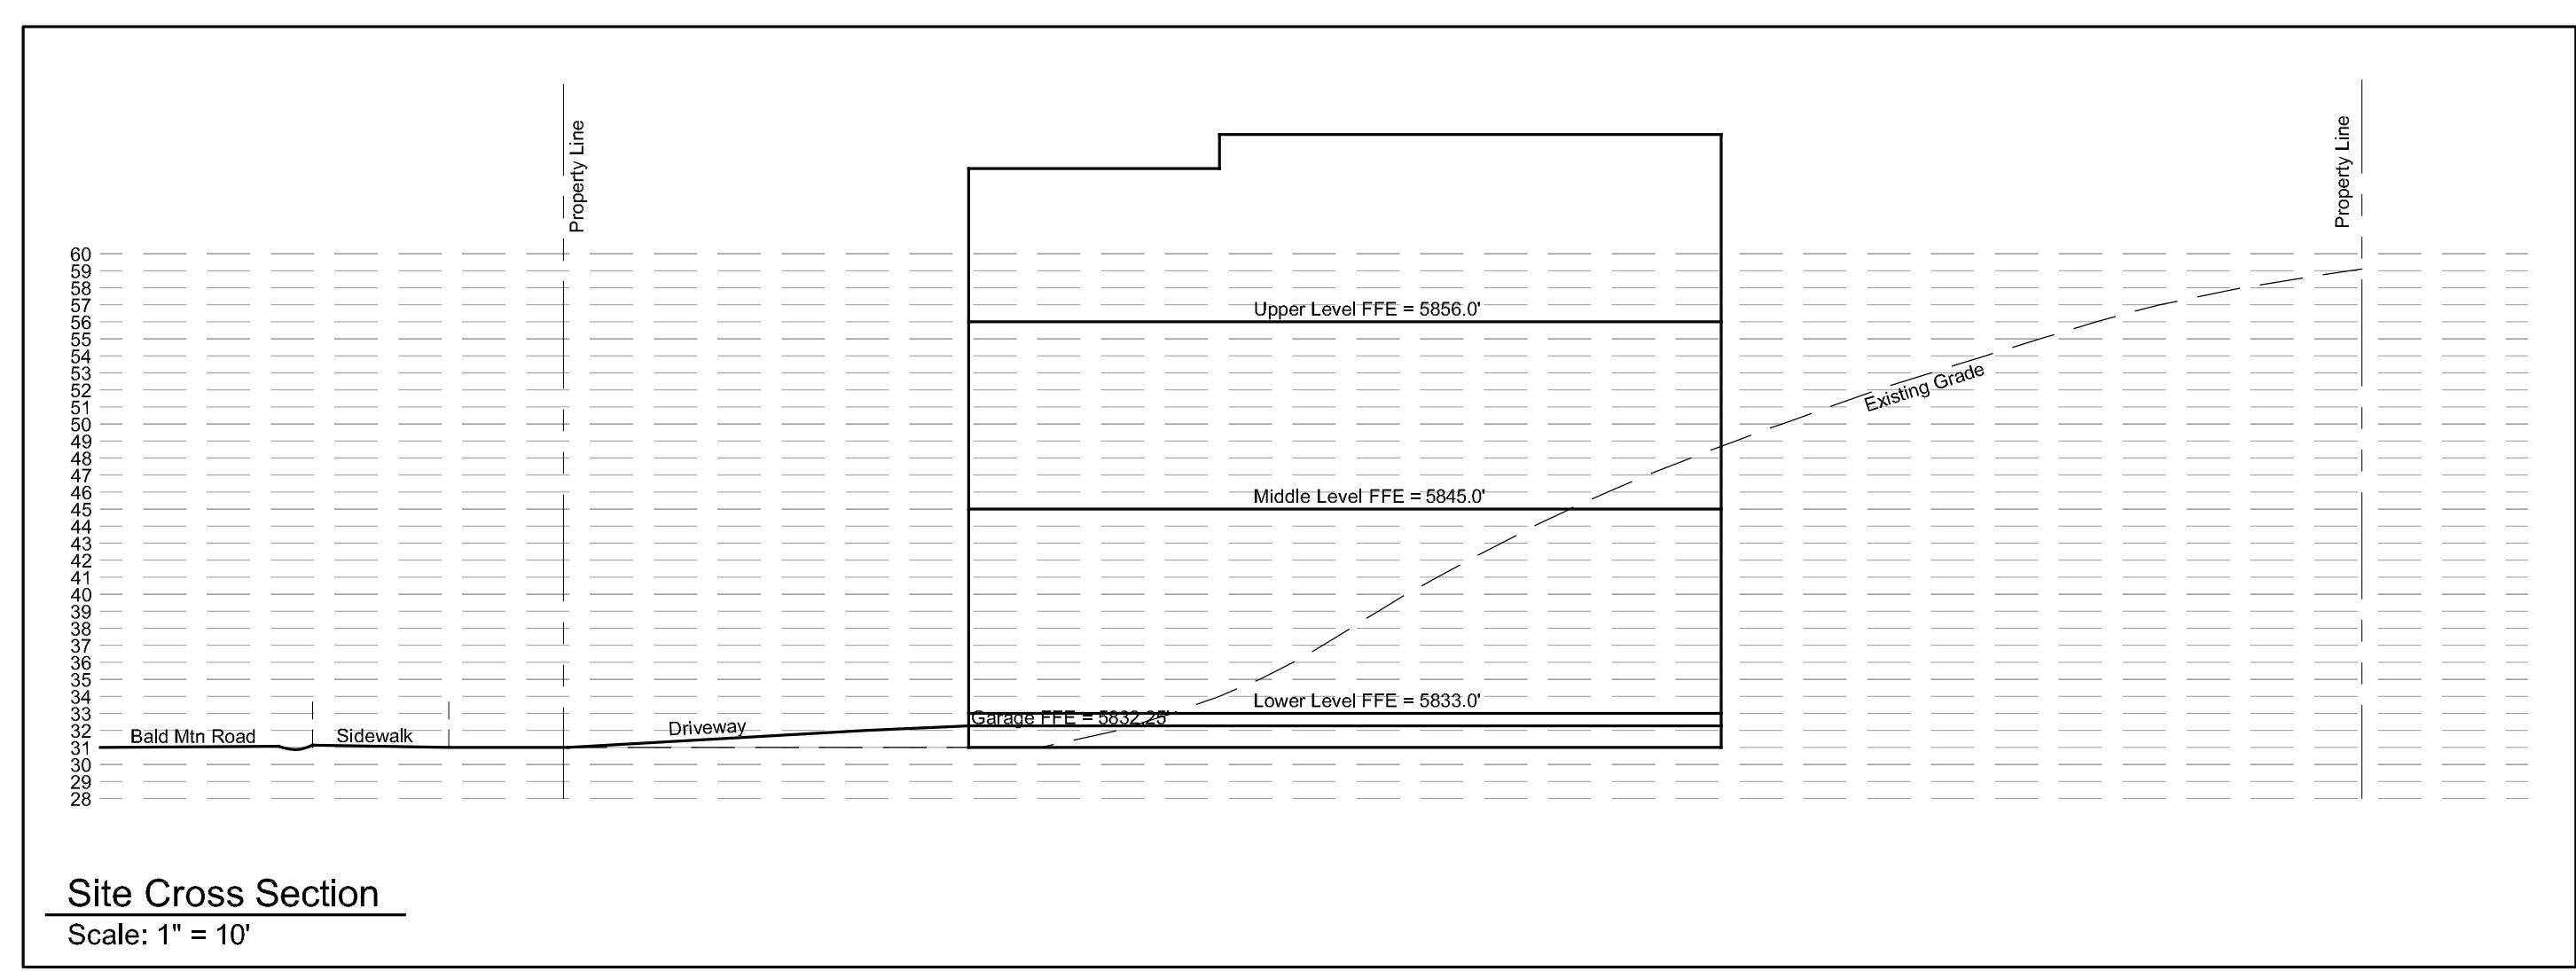 Property Line
Property Line
60
59
58
57
Upper Level FFE = 5856.0'
56
55
54
53
52
Existing Grade
51
50
49
48
47
46
Middle Level FFE = 5845.0'
45
44
43
42
41
40
39
38
37
36
35
34
Lower Level FFE = 5833.0'
33
Garage FFE = 5832.25'
32
Driveway
Bald Mtn Road
Sidewalk
31
30
29
28
Site Cross Section
Scale: 1" = 10'